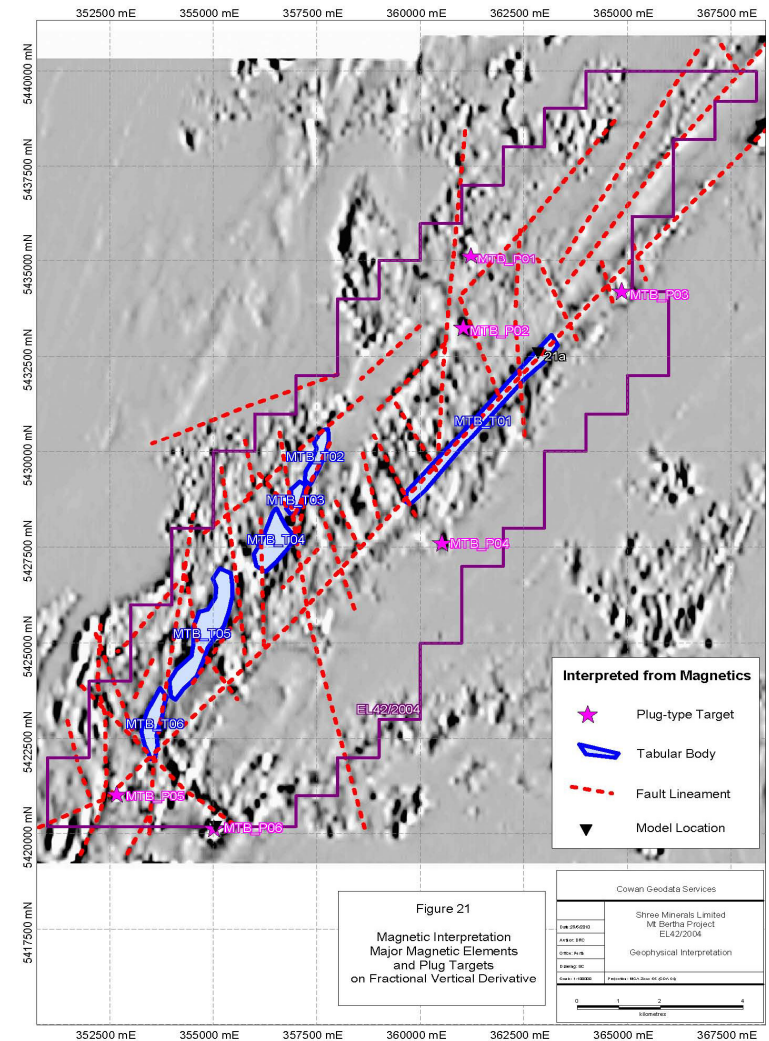 352500 mE 355000 mE 357500 mE 360000 mE 362500 mE 365000 mE 367500 mE
5440000 mN
5437500 mN
5435000 mN
5432500 mN
5430000 mN
5427500 mN
5425000 mN
5422500 mN
5420000 mN
5417500 mN
MTB_P01
MTB_P03
MTB_P02
21a
MTB_T01
MTB_T02
MTB_T03
MTB_T04
MTB_P04
MTB_T05
EL42/2004
MTB_T06
MTB_P05
MTB_P06
Interpreted from Magnetics
Plug-type Target
Tabular Body
Fault Lineament
Model Location
Figure 21
Magnetic Interpretation
Major Magnetic Elements
and Plug Targets
on Fractional Vertical Derivative
Cowan Geodata Services
Shree Minerals Limited
Mt Bertha Project
EL42/2004
Geophysical Interpretation
0 1 2 4
kilometres
352500 mE 355000 mE 357500 mE 360000 mE 362500 mE 365000 mE 367500 mE